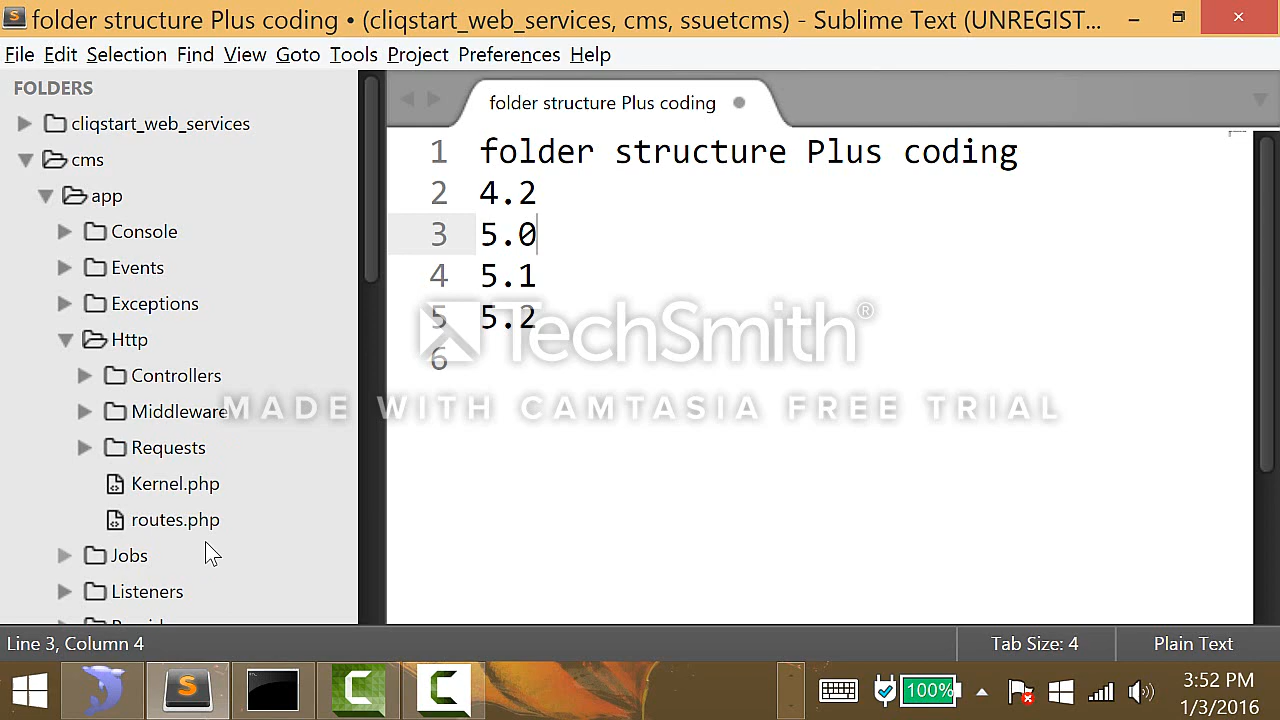 folder structure Plus coding • (cliqstart_web_services, cms, ssuetcms) - Sublime Text (UNREGIST...
File Edit Selection Find View Goto Tools Project Preferences Help
FOLDERS
cliqstart_web_services
cms
app
Console
Events
Exceptions
Http
Controllers
Middleware
Requests
Kernel.php
routes.php
Jobs
Listeners
folder structure Plus coding
1 folder structure Plus coding
2 4.2
3 5.0
4 5.1
5 5.2
6
TechSmith®
MADE WITH CAMTASIA FREE TRIAL
Line 3, Column 4
Tab Size: 4
Plain Text
100%
3:52 PM
1/3/2016